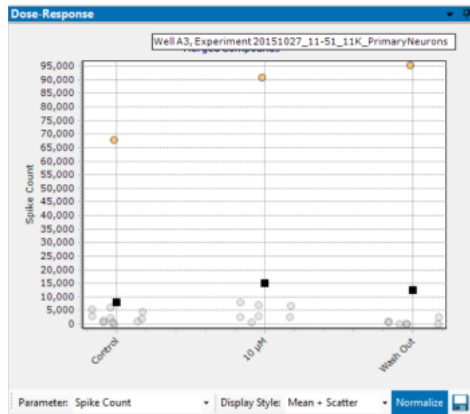 Dose-Response
Well A3, Experiment 20151027_11-51_11K_PrimaryNeurons
Merged Compounds
95,000
90,000
85,000
80,000
75,000
70,000
65,000
60,000
55,000
50,000
45,000
40,000
35,000
30,000
25,000
20,000
15,000
10,000
5,000
0
Spike Count
Control
10 µM
Wash Out
Parameter: Spike Count Display Style: Mean + Scatter Normalize